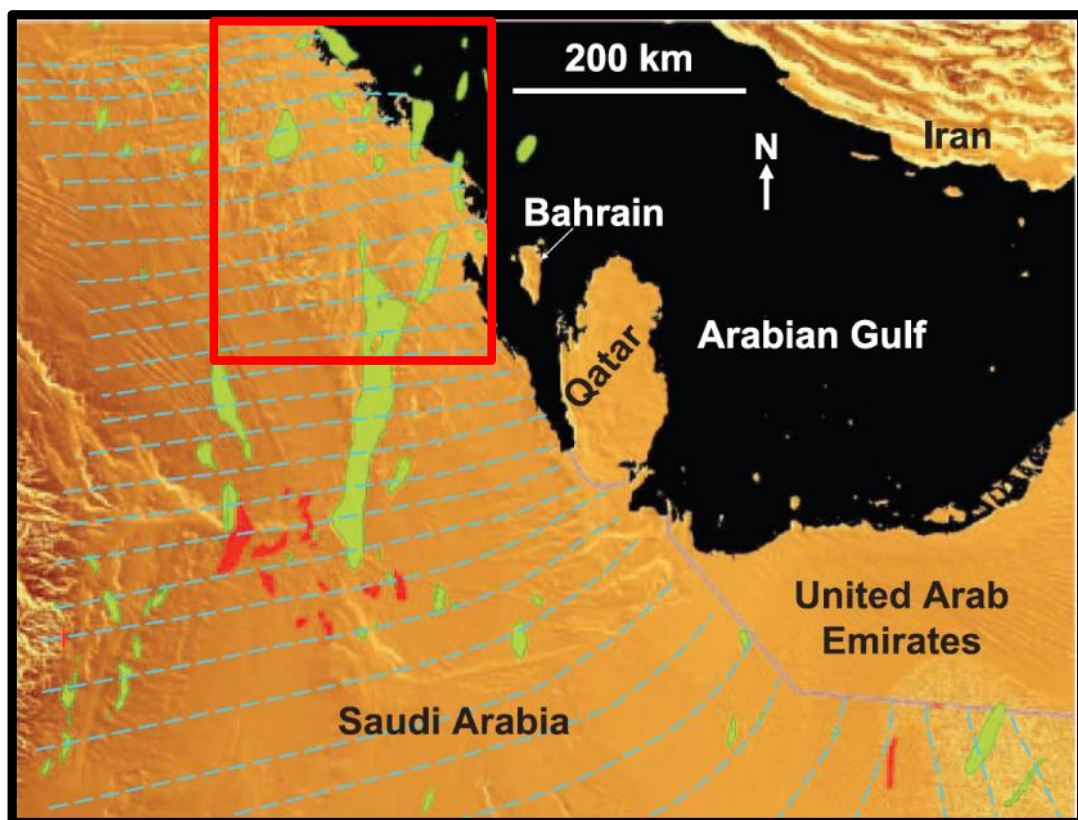 200 km
Iran
N
Bahrain
Arabian Gulf
Qatar
United Arab
Emirates
Saudi Arabia